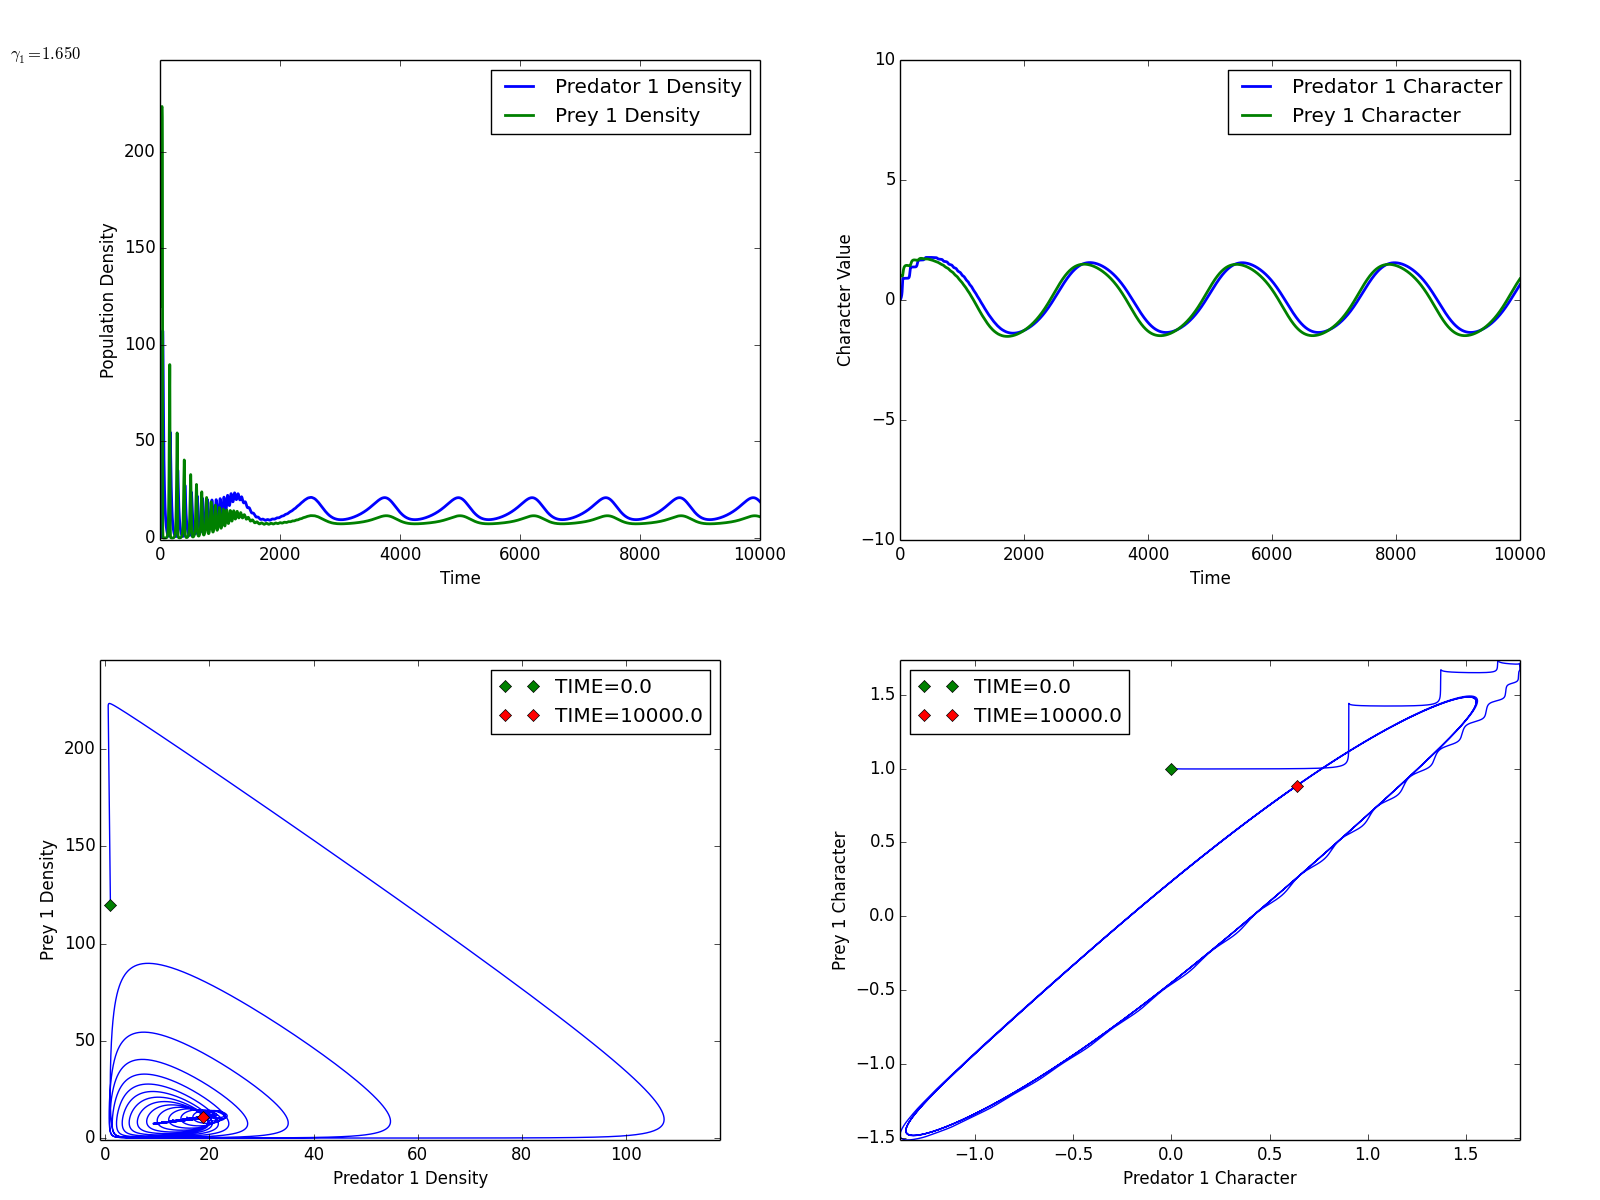 γ₁=1.650
Predator 1 Density
Prey 1 Density
Population Density
200
150
100
50
0
0 2000 4000 6000 8000 10000
Time
Predator 1 Character
Prey 1 Character
Character Value
10
5
0
−5
−10
0 2000 4000 6000 8000 10000
Time
TIME=0.0
TIME=10000.0
Prey 1 Density
200
150
100
50
0
0 20 40 60 80 100
Predator 1 Density
TIME=0.0
TIME=10000.0
Prey 1 Character
1.5
1.0
0.5
0.0
−0.5
−1.0
−1.5
−1.0 −0.5 0.0 0.5 1.0 1.5
Predator 1 Character